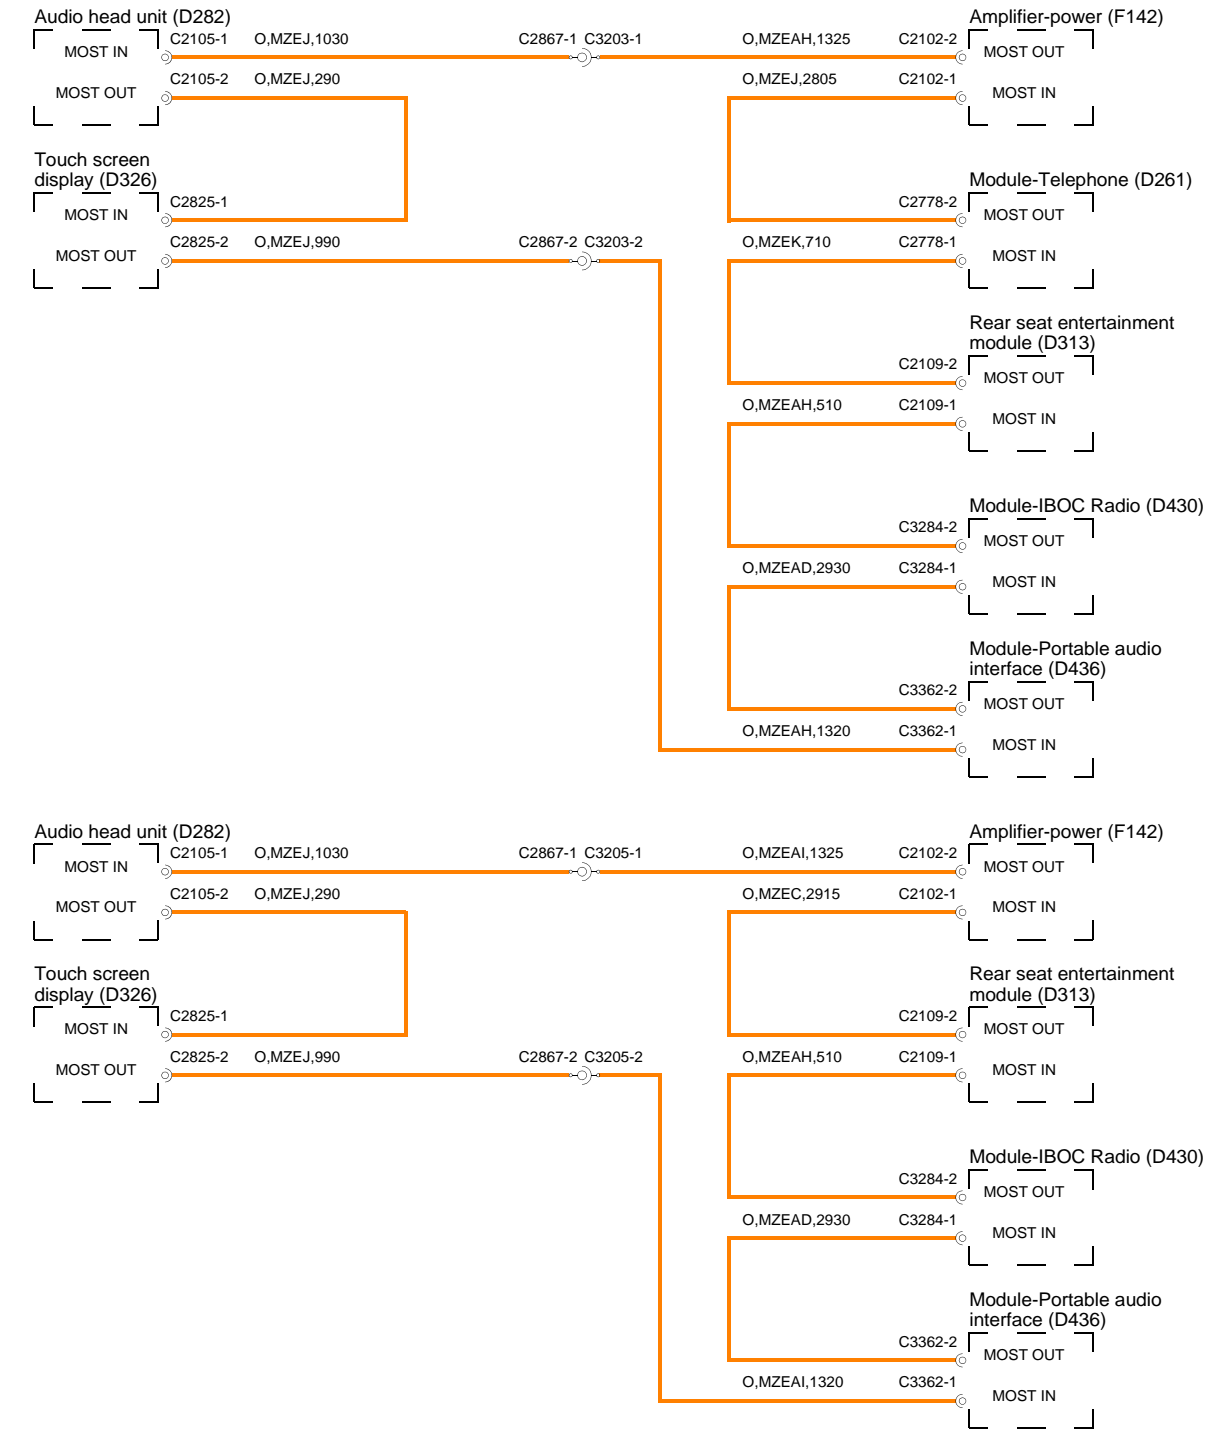 Audio head unit (D282)
Amplifier-power (F142)
C2105-1 O,MZEJ,1030 C2867-1 C3203-1 O,MZEAH,1325 C2102-2
MOST IN MOST OUT
C2105-2 O,MZEJ,290 O,MZEJ,2805 C2102-1
MOST OUT MOST IN
Touch screen
display (D326)
Module-Telephone (D261)
C2825-1 C2778-2
MOST IN MOST OUT
C2825-2 O,MZEJ,990 C2867-2 C3203-2 O,MZEK,710 C2778-1
MOST OUT MOST IN
Rear seat entertainment
module (D313)
C2109-2
MOST OUT
O,MZEAH,510 C2109-1
MOST IN
Module-IBOC Radio (D430)
C3284-2
MOST OUT
O,MZEAD,2930 C3284-1
MOST IN
Module-Portable audio
interface (D436)
C3362-2
MOST OUT
O,MZEAH,1320 C3362-1
MOST IN
Audio head unit (D282)
Amplifier-power (F142)
C2105-1 O,MZEJ,1030 C2867-1 C3205-1 O,MZEAI,1325 C2102-2
MOST IN MOST OUT
C2105-2 O,MZEJ,290 O,MZEC,2915 C2102-1
MOST OUT MOST IN
Touch screen
display (D326)
Rear seat entertainment
module (D313)
C2825-1 C2109-2
MOST IN MOST OUT
C2825-2 O,MZEJ,990 C2867-2 C3205-2 O,MZEAH,510 C2109-1
MOST OUT MOST IN
Module-IBOC Radio (D430)
C3284-2
MOST OUT
O,MZEAD,2930 C3284-1
MOST IN
Module-Portable audio
interface (D436)
C3362-2
MOST OUT
O,MZEAI,1320 C3362-1
MOST IN